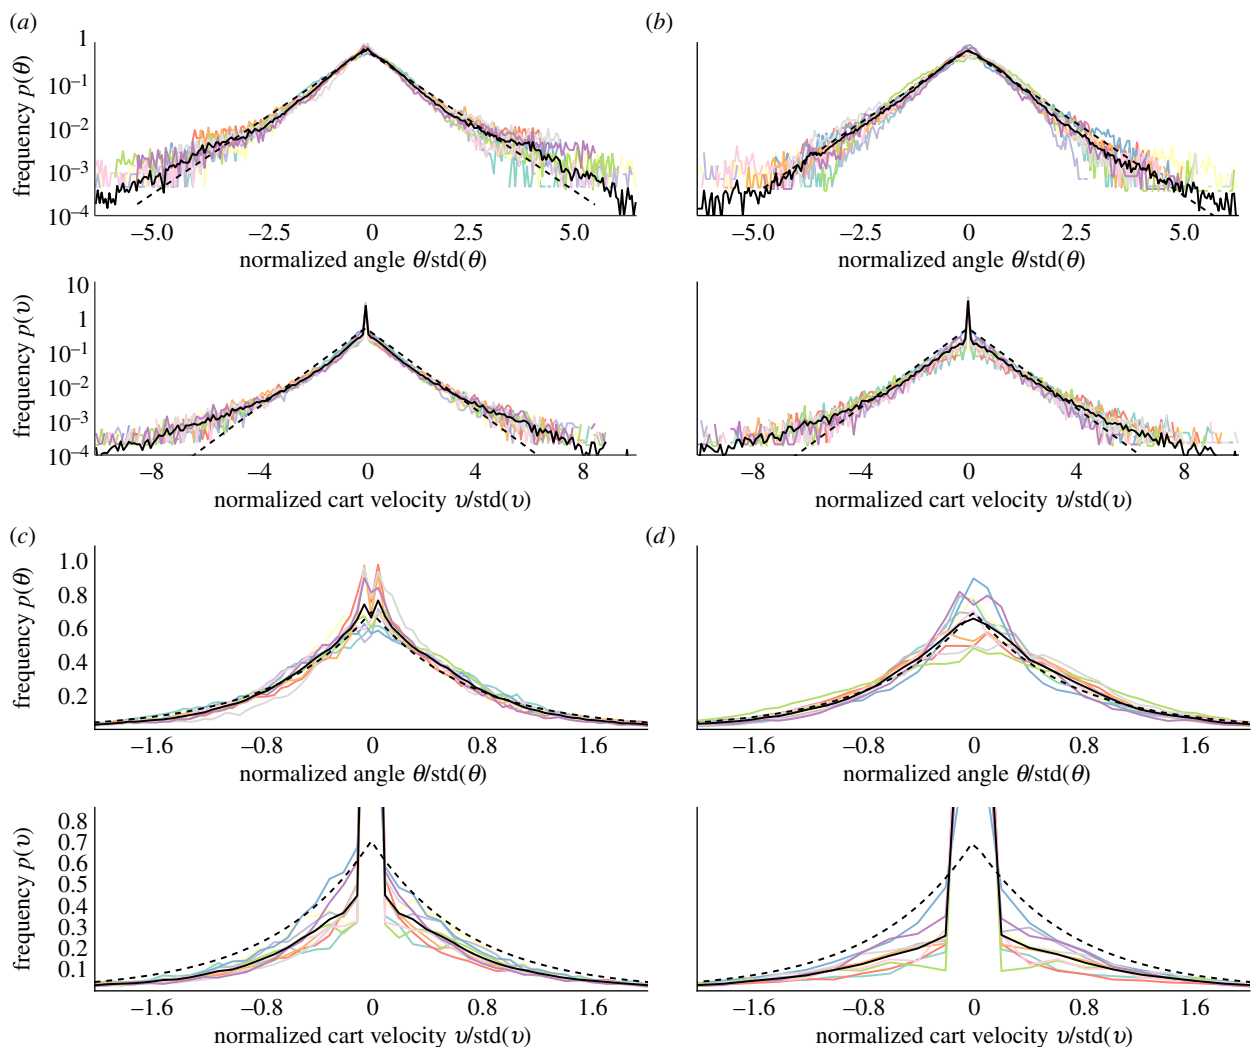 (a)
1
10–1
10–2
10–3
10–4
frequency p(θ)
–5.0 –2.5 0 2.5 5.0
normalized angle θ/std(θ)
10
1
10–1
10–2
10–3
10–4
frequency p(υ)
–8 –4 0 4 8
normalized cart velocity υ/std(υ)
(b)
–5.0 –2.5 0 2.5 5.0
normalized angle θ/std(θ)
–8 –4 0 4 8
normalized cart velocity υ/std(υ)
(c)
1.0
0.8
0.6
0.4
0.2
frequency p(θ)
–1.6 –0.8 0 0.8 1.6
normalized angle θ/std(θ)
0.8
0.7
0.6
0.5
0.4
0.3
0.2
0.1
frequency p(υ)
–1.6 –0.8 0 0.8 1.6
normalized cart velocity υ/std(υ)
(d)
–1.6 –0.8 0 0.8 1.6
normalized angle θ/std(θ)
–1.6 –0.8 0 0.8 1.6
normalized cart velocity υ/std(υ)